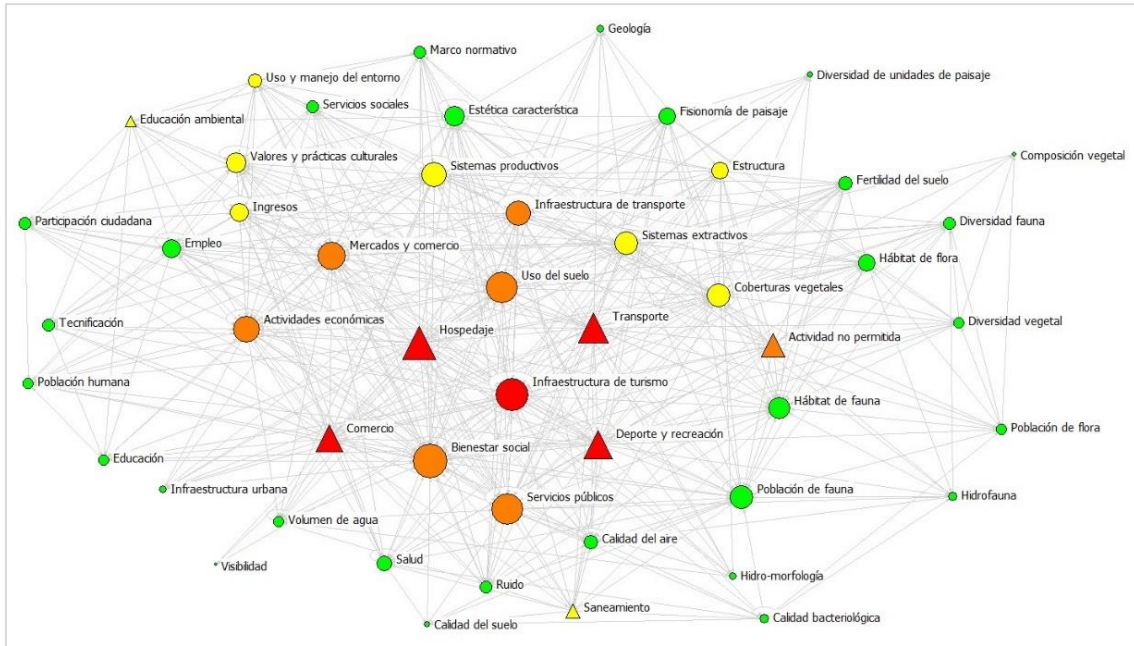 Geología
Marco normativo
Diversidad de unidades de paisaje
Uso y manejo del entorno
Servicios sociales
Estética característica
Fisionomía de paisaje
Educación ambiental
Composición vegetal
Valores y prácticas culturales
Sistemas productivos
Estructura
Fertilidad del suelo
Infraestructura de transporte
Ingresos
Participación ciudadana
Diversidad fauna
Sistemas extractivos
Empleo
Mercados y comercio
Hábitat de flora
Uso del suelo
Coberturas vegetales
Transporte
Tecnificación
Actividades económicas
Hospedaje
Diversidad vegetal
Actividad no permitida
Población humana
Infraestructura de turismo
Hábitat de fauna
Comercio
Deporte y recreación
Población de flora
Bienestar social
Educación
Infraestructura urbana
Población de fauna
Servicios públicos
Hidrofauna
Volumen de agua
Calidad del aire
Salud
Visibilidad
Hidro-morfología
Ruido
Saneamiento
Calidad bacteriológica
Calidad del suelo